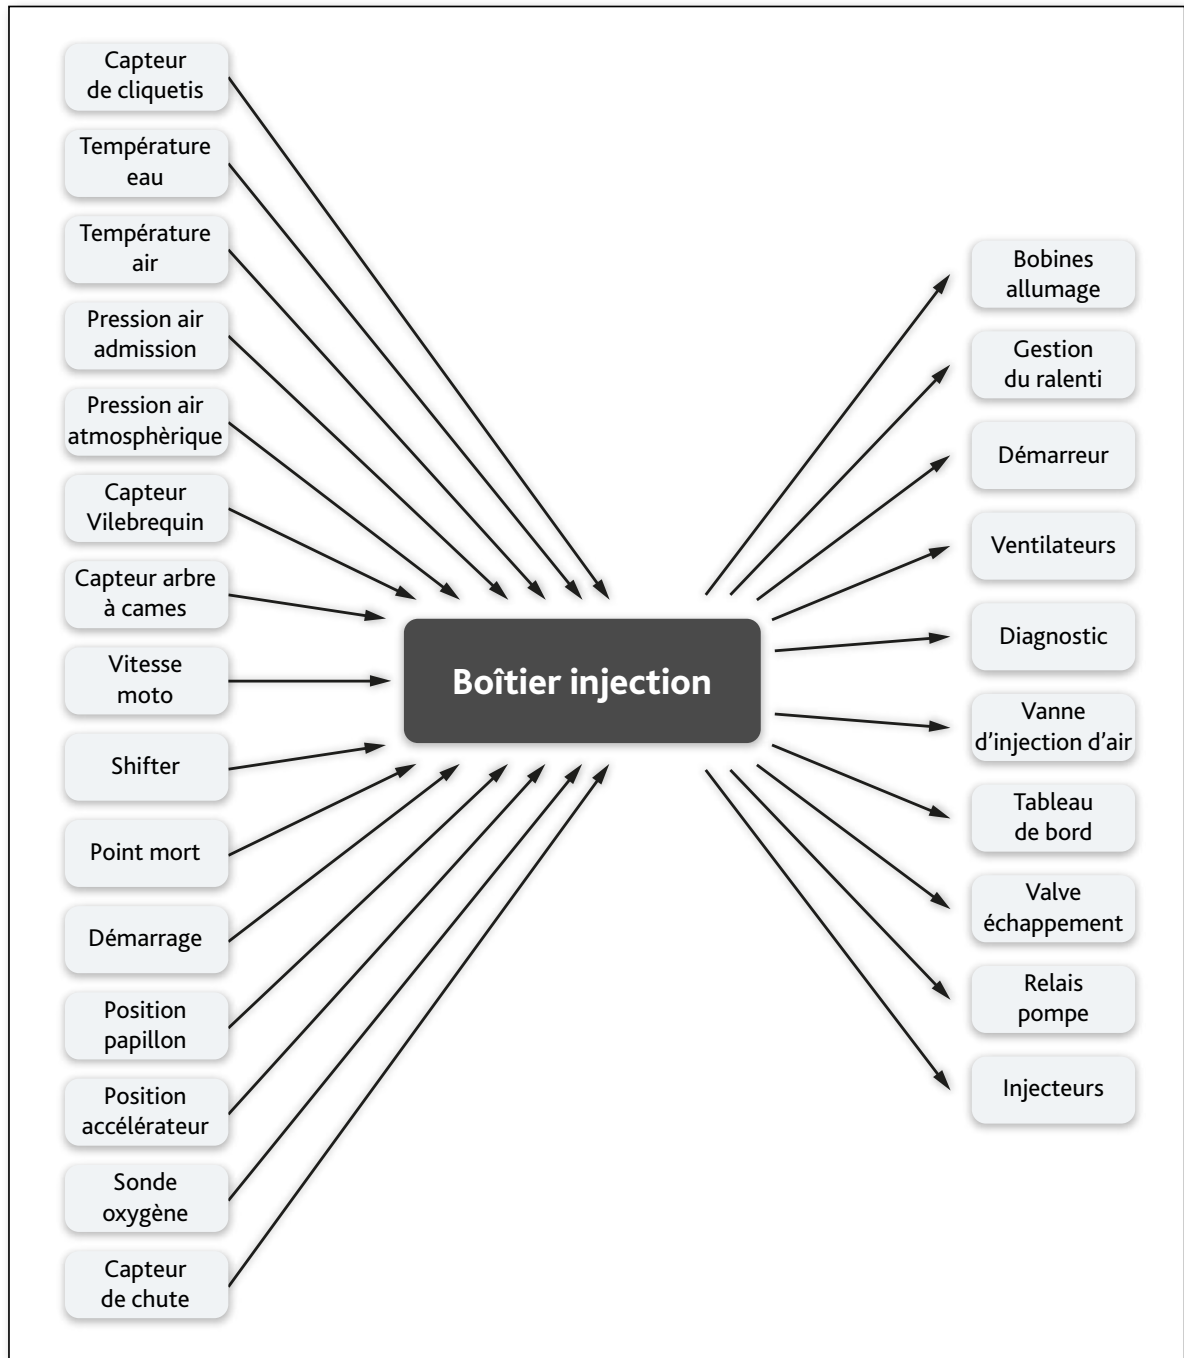 Capteur
de cliquetis
Température
eau
Température
air
Pression air
admission
Pression air
atmosphèrique
Capteur
Vilebrequin
Capteur arbre
à cames
Vitesse
moto
Shifter
Point mort
Démarrage
Position
papillon
Position
accélérateur
Sonde
oxygène
Capteur
de chute
Boîtier injection
Bobines
allumage
Gestion
du ralenti
Démarreur
Ventilateurs
Diagnostic
Vanne
d’injection d’air
Tableau
de bord
Valve
échappement
Relais
pompe
Injecteurs